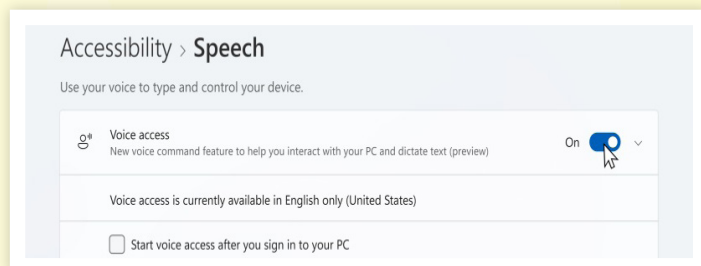 Accessibility > Speech
Use your voice to type and control your device.
Voice access
On
New voice command feature to help you interact with your PC and dictate text (preview)
Voice access is currently available in English only (United States)
Start voice access after you sign in to your PC